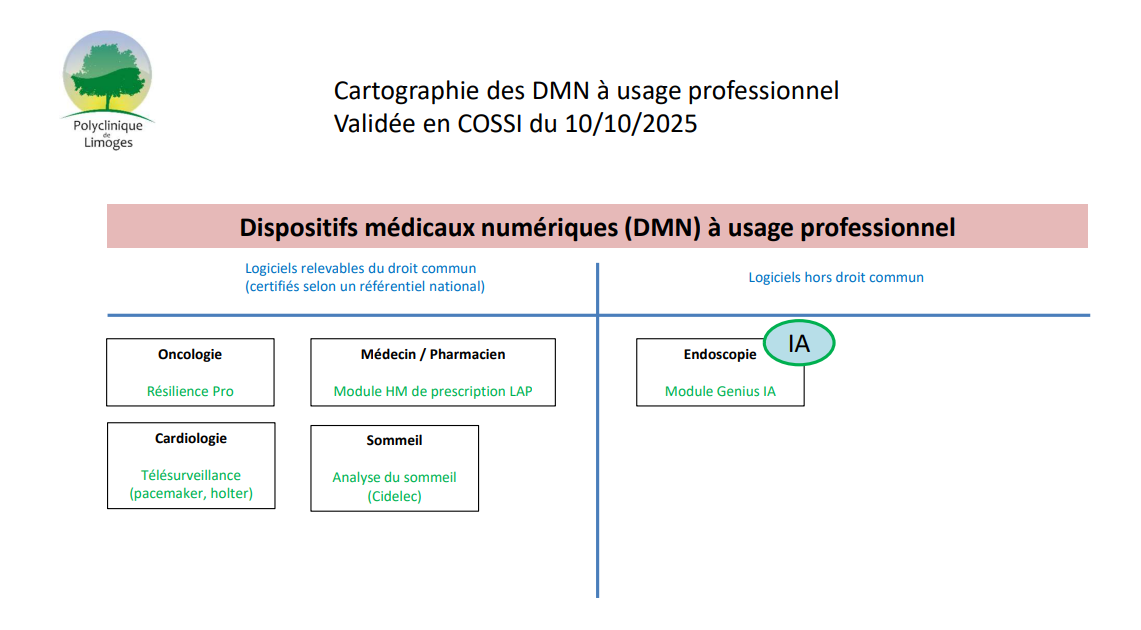 Polyclinique
de
Limoges
Cartographie des DMN à usage professionnel
Validée en COSSI du 10/10/2025
Dispositifs médicaux numériques (DMN) à usage professionnel
Logiciels relevables du droit commun
(certifiés selon un référentiel national)
Logiciels hors droit commun
Oncologie
Résilience Pro
Médecin / Pharmacien
Module HM de prescription LAP
Endoscopie
IA
Module Genius IA
Cardiologie
Télésurveillance
(pacemaker, holter)
Sommeil
Analyse du sommeil
(Cidelec)